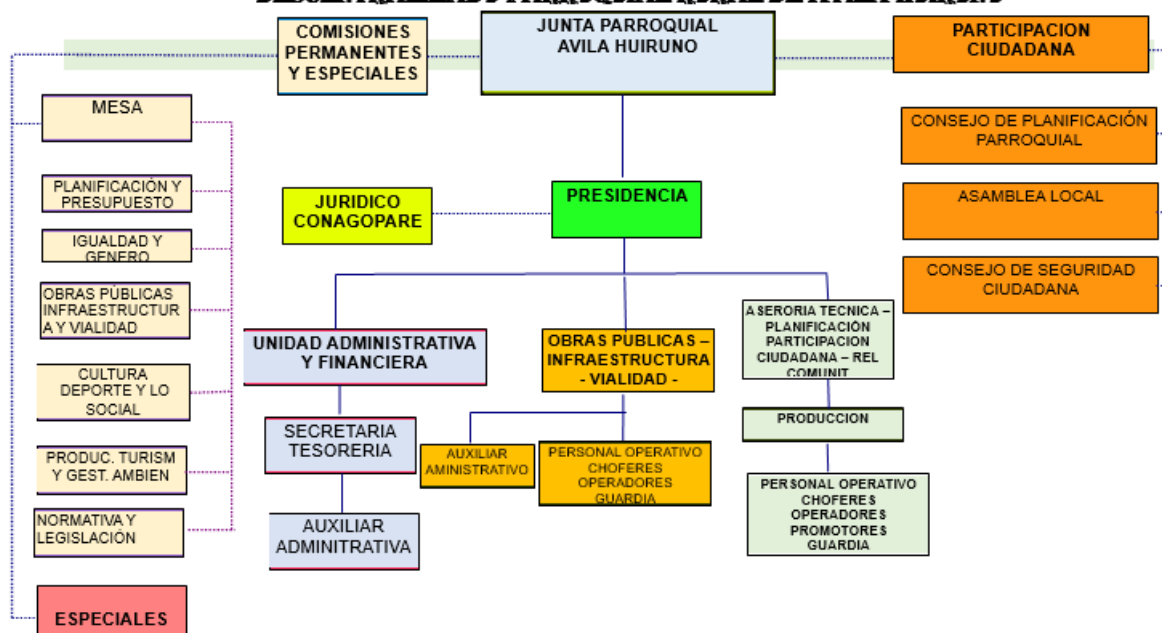 COMISIONES
PERMANENTES
Y ESPECIALES
JUNTA PARROQUIAL
AVILA HUIRUNO
PARTICIPACION
CIUDADANA
MESA
CONSEJO DE PLANIFICACIÓN
PARROQUIAL
PLANIFICACIÓN Y
PRESUPUESTO
JURIDICO
CONAGOPARE
PRESIDENCIA
ASAMBLEA LOCAL
IGUALDAD Y
GENERO
CONSEJO DE SEGURIDAD
CIUDADANA
OBRAS PÚBLICAS
INFRAESTRUCTUR
A Y VIALIDAD
UNIDAD ADMINISTRATIVA
Y FINANCIERA
OBRAS PÚBLICAS –
INFRAESTRUCTURA
- VIALIDAD -
ASERORIA TECNICA –
PLANIFICACIÓN
PARTICIPACION
CIUDADANA – REL
COMUNIT
CULTURA
DEPORTE Y LO
SOCIAL
SECRETARIA
TESORERIA
AUXILIAR
AMINISTRATIVO
PERSONAL OPERATIVO
CHOFERES
OPERADORES
GUARDIA
PRODUCCION
PRODUC. TURISM
Y GEST. AMBIEN
PERSONAL OPERATIVO
CHOFERES
OPERADORES
PROMOTORES
GUARDIA
NORMATIVA Y
LEGISLACIÓN
AUXILIAR
ADMINITRATIVA
ESPECIALES